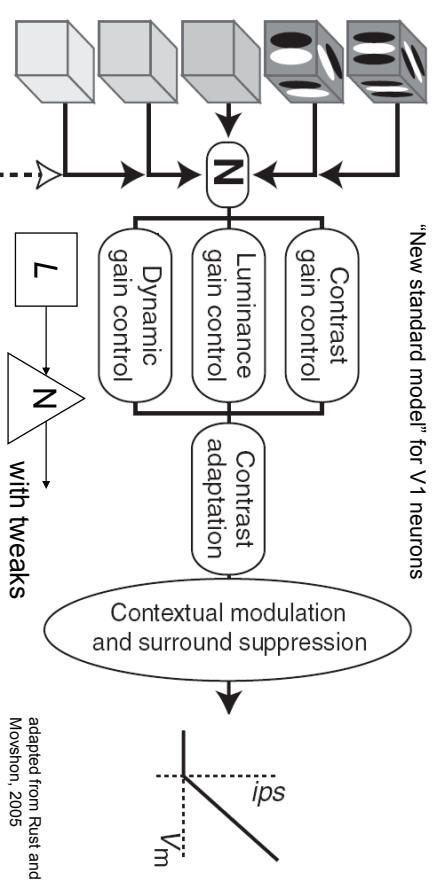 "New standard model" for V1 neurons
N
Contrast
gain control
Luminance
gain control
Dynamic
gain control
Contrast
adaptation
Contextual modulation
and surround suppression
ips
Vm
L
N
with tweaks
adapted from Rust and
Movshon, 2005